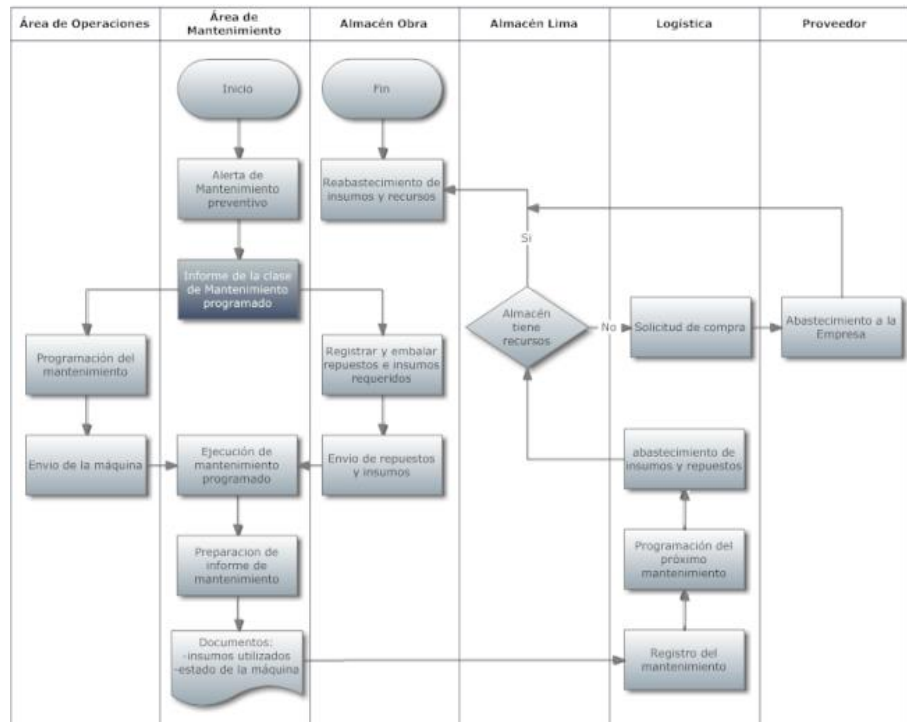 Área de Operaciones
Área de
Mantenimiento
Almacén Obra
Almacén Lima
Logística
Proveedor
Inicio
Fin
Alerta de
Mantenimiento
preventivo
Reabastecimiento de
insumos y recursos
Si
Informe de la clase
de Mantenimiento
programado
Programación del
mantenimiento
Registrar y embalar
repuestos e insumos
requeridos
Almacén
tiene
recursos
No
Solicitud de compra
Abastecimiento a la
Empresa
Envio de la máquina
Ejecución de
mantenimiento
programado
Envio de repuestos
y insumos
abastecimiento de
insumos y repuestos
Preparacion de
informe de
mantenimiento
Programación del
próximo
mantenimiento
Documentos:
-insumos utilizados
-estado de la máquina
Registro del
mantenimiento